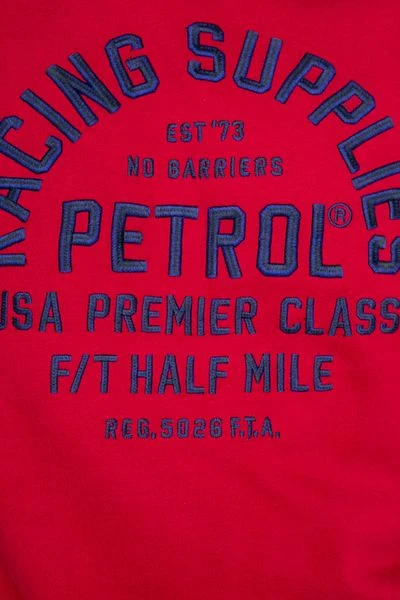 RACING SUPPLIES
EST '73
NO BARRIERS
PETROL®
USA PREMIER CLASS
F/T HALF MILE
REG. 5026 P.T.A.